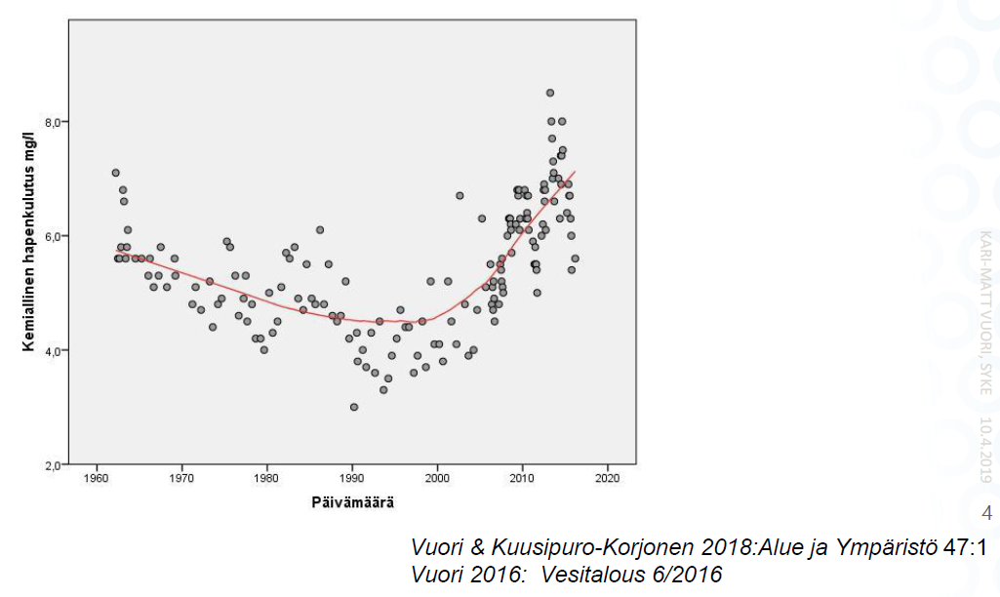 Kemiallinen hapenkulutus mg/l
8,0
6,0
4,0
2,0
1960 1970 1980 1990 2000 2010 2020
Päivämäärä
KARI-MATT VUORI, SYKE 10.4.2019
4
Vuori & Kuusipuro-Korjonen 2018:Alue ja Ympäristö 47:1
Vuori 2016: Vesitalous 6/2016